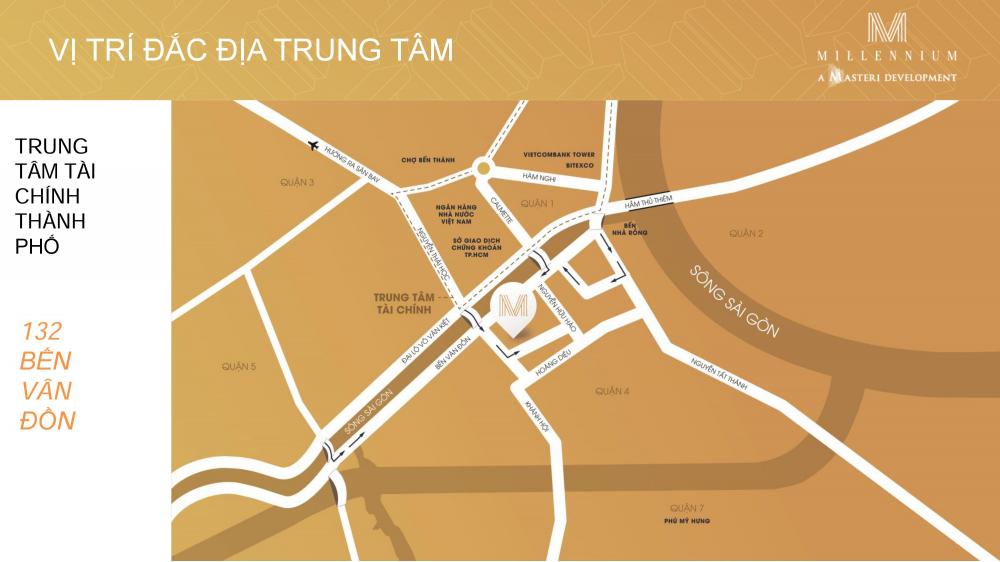 VỊ TRÍ ĐẮC ĐỊA TRUNG TÂM
MILLENNIUM
A MASTERI DEVELOPMENT
TRUNG
TÂM TÀI
CHÍNH
THÀNH
PHỐ
132
BẾN
VÂN
ĐỒN
HƯỚNG RA SÂN BAY
QUẬN 3
CHỢ BẾN THÀNH
VIETCOMBANK TOWER
BITEXCO
HÀM NGHI
CALMETTE
QUẬN 1
HẦM THỦ THIÊM
NGÂN HÀNG
NHÀ NƯỚC
VIỆT NAM
SỞ GIAO DỊCH
CHỨNG KHOÁN
TP.HCM
BẾN
NHÀ RỒNG
QUẬN 2
NGUYỄN THÁI HỌC
SÔNG SÀI GÒN
TRUNG TÂM
TÀI CHÍNH
M
NGUYỄN HỮU HÀO
ĐẠI LỘ VÕ VĂN KIỆT
BẾN VÂN ĐỒN
HOÀNG DIỆU
NGUYỄN TẤT THÀNH
QUẬN 5
QUẬN 4
SÔNG SÀI GÒN
KHÁNH HỘI
QUẬN 7
PHÚ MỸ HƯNG